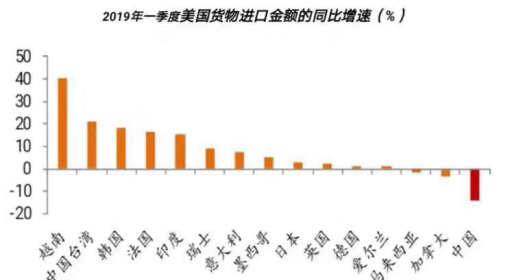 2019年一季度美国货物进口金额的同比增速（%）
50
40
30
20
10
0
-10
-20
越南
中国台湾
韩国
法国
印度
瑞士
意大利
墨西哥
日本
英国
德国
爱尔兰
马来西亚
加拿大
中国